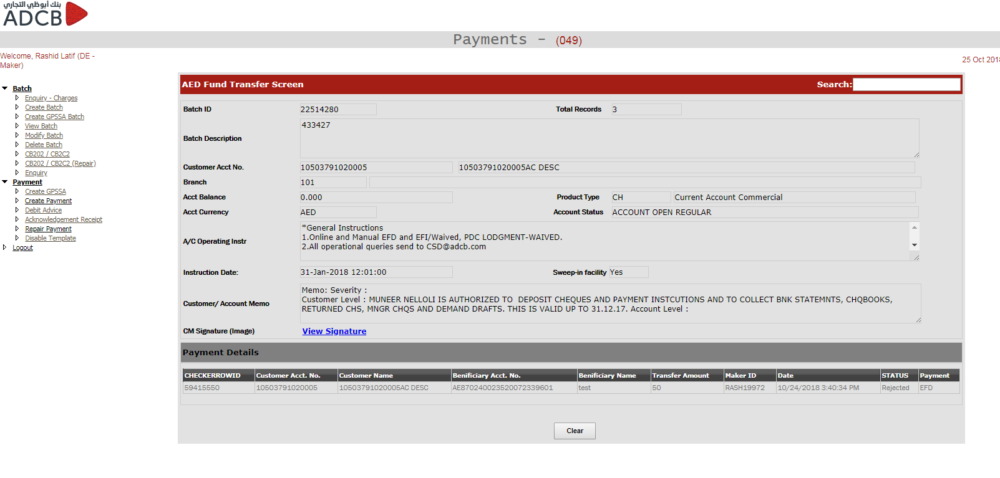 بنك أبوظبي التجاري
ADCB
Payments - (049)
Welcome, Rashid Latif (DE -
Maker)
25 Oct 201
Batch
Enquiry - Charges
Create Batch
Create GPSSA Batch
View Batch
Modify Batch
Delete Batch
CB202 / CB2C2
CB202 / CB2C2 (Repair)
Enquiry
Payment
Create GPSSA
Create Payment
Debit Advice
Acknowledgement Receipt
Repair Payment
Disable Template
Logout
AED Fund Transfer Screen Search:
Batch ID 22514280 Total Records 3
Batch Description 433427
Customer Acct No. 10503791020005 10503791020005AC DESC
Branch 101
Acct Balance 0.000 Product Type CH Current Account Commercial
Acct Currency AED Account Status ACCOUNT OPEN REGULAR
A/C Operating Instr
*General Instructions
1.Online and Manual EFD and EFI/Waived, PDC LODGMENT-WAIVED.
2.All operational queries send to CSD@adcb.com
Instruction Date: 31-Jan-2018 12:01:00 Sweep-in facility Yes
Customer/ Account Memo
Memo: Severity :
Customer Level : MUNEER NELLOLI IS AUTHORIZED TO DEPOSIT CHEQUES AND PAYMENT INSTCUTIONS AND TO COLLECT BNK STATEMNTS, CHQBOOKS,
RETURNED CHS, MNGR CHQS AND DEMAND DRAFTS. THIS IS VALID UP TO 31.12.17. Account Level :
CM Signature (Image) View Signature
Payment Details
CHECKERROWID Customer Acct. No. Customer Name Benificiary Acct. No. Benificiary Name Transfer Amount Maker ID Date STATUS Payment
59415550 10503791020005 10503791020005AC DESC AE870240023520072339601 test 50 RASH19972 10/24/2018 3:40:34 PM Rejected EFD
Clear